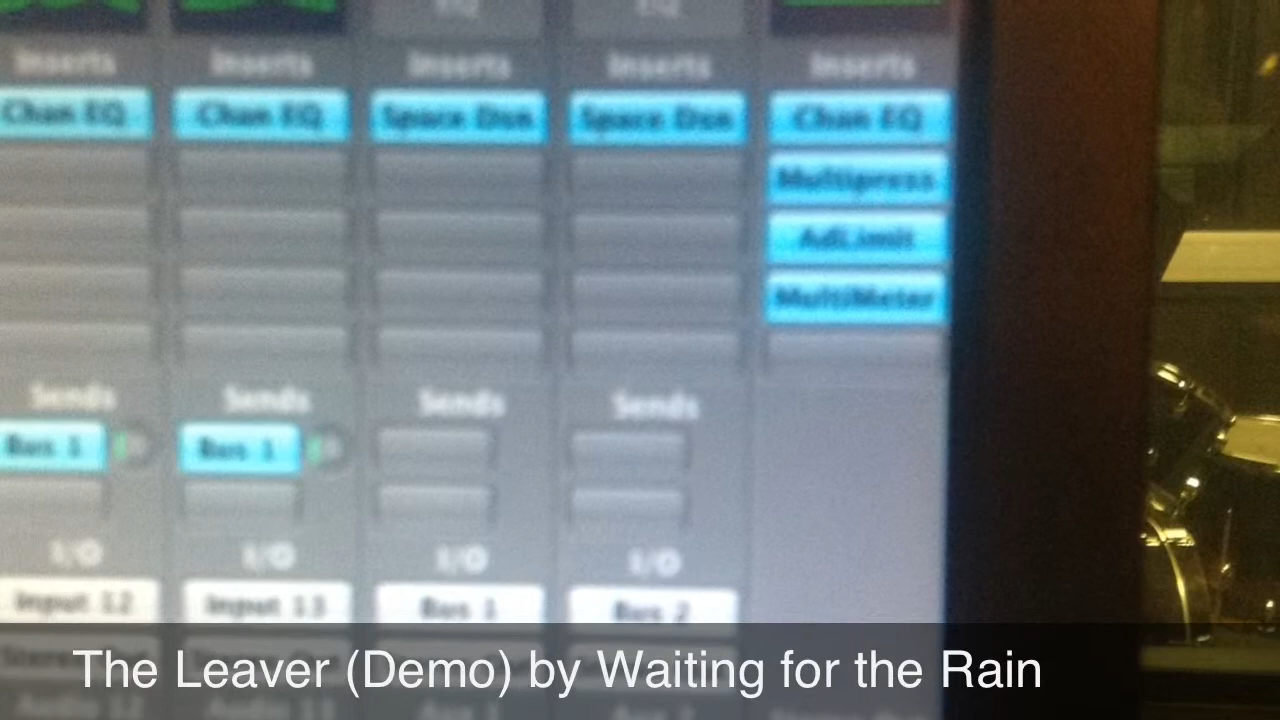 EQ EQ
Inserts Inserts Inserts Inserts Inserts
Chan EQ Chan EQ Space Dsn Space Dsn Chan EQ
Multipress
AdLimit
MultiMeter
Sends Sends Sends Sends
Bus 1 Bus 1
I/O I/O I/O I/O
Input 12 Input 13 Bus 1 Bus 2
The Leaver (Demo) by Waiting for the Rain